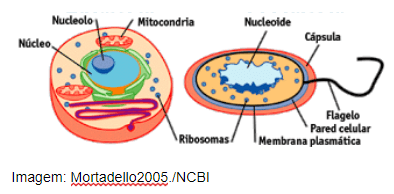 Nucleolo
Mitocondria
Núcleo
Nucleoide
Cápsula
Ribosomas
Flagelo
Pared celular
Membrana plasmática
Imagem: Mortadello2005./NCBI